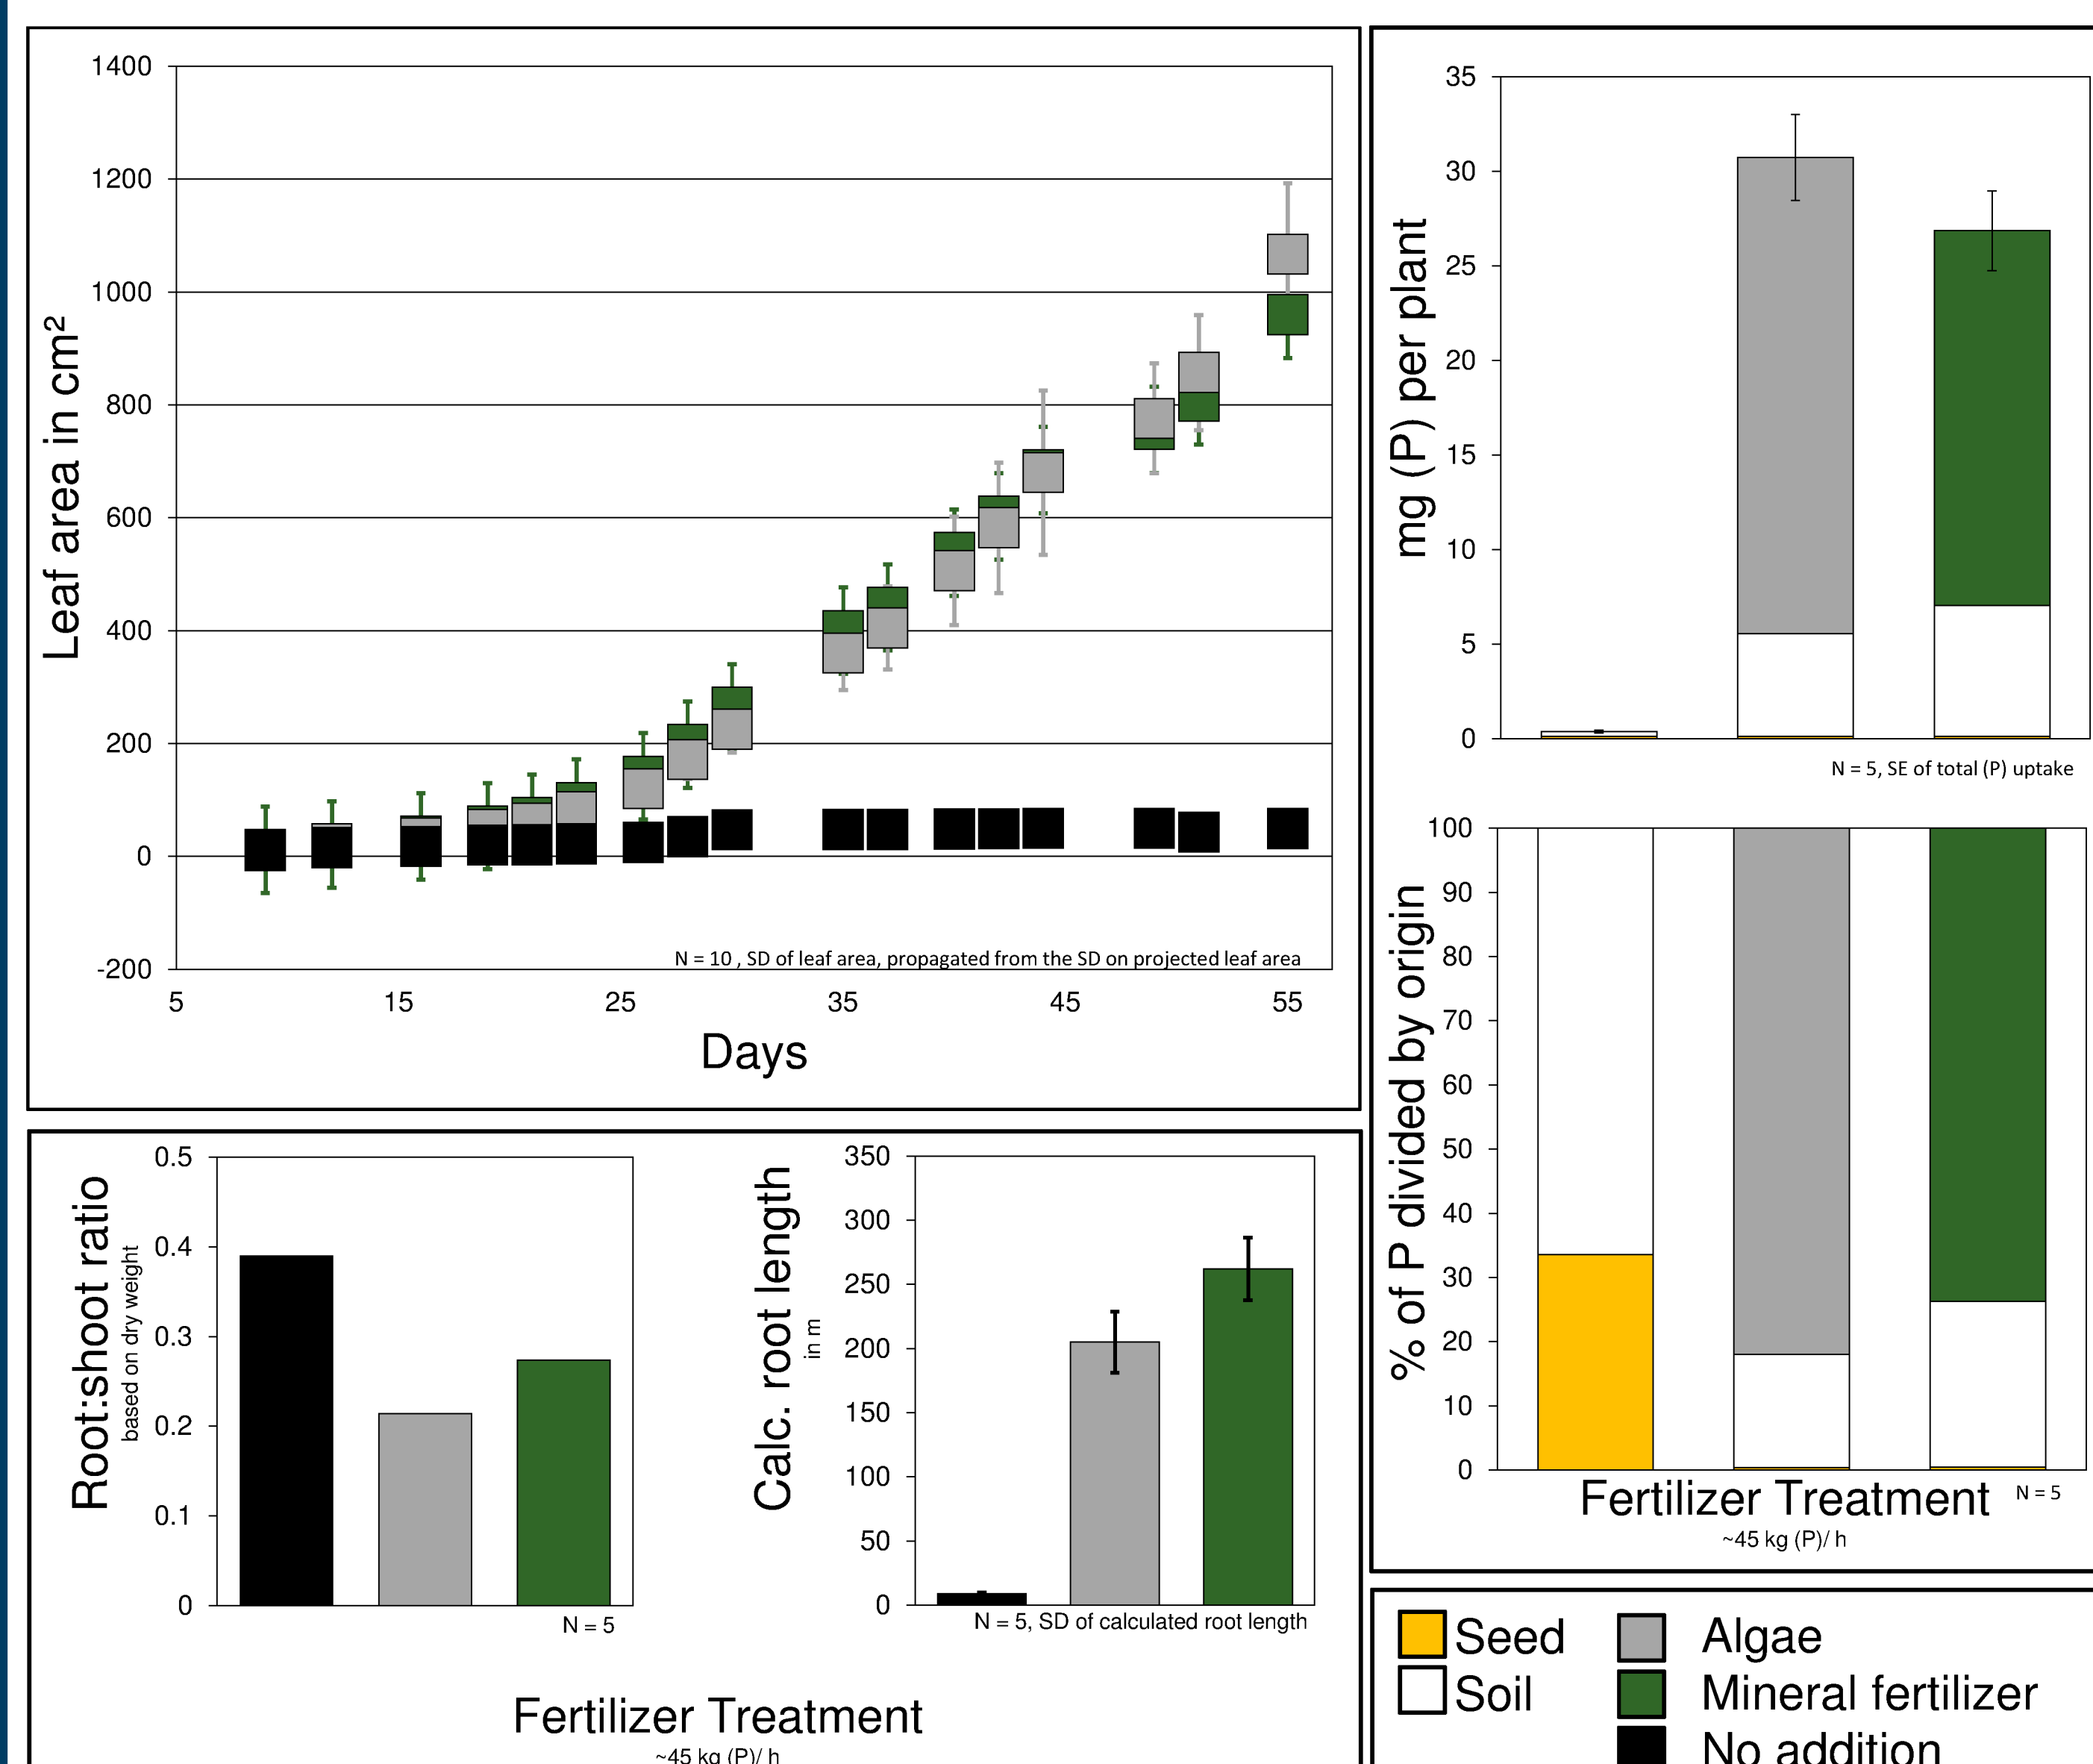 1400
1200
1000
800
600
400
200
0
-200
Leaf area in cm²
N = 10 , SD of leaf area, propagated from the SD on projected leaf area
5 15 25 35 45 55
Days
35
30
25
20
15
10
5
0
mg (P) per plant
N = 5, SE of total (P) uptake
100
90
80
70
60
50
40
30
20
10
0
% of P divided by origin
Fertilizer Treatment N = 5
~45 kg (P)/ h
0.5
0.4
0.3
0.2
0.1
0
Root:shoot ratio
based on dry weight
N = 5
350
300
250
200
150
100
50
0
Calc. root length
in m
N = 5, SD of calculated root length
Fertilizer Treatment
~45 kg (P)/ h
Seed Algae
Soil Mineral fertilizer
No addition